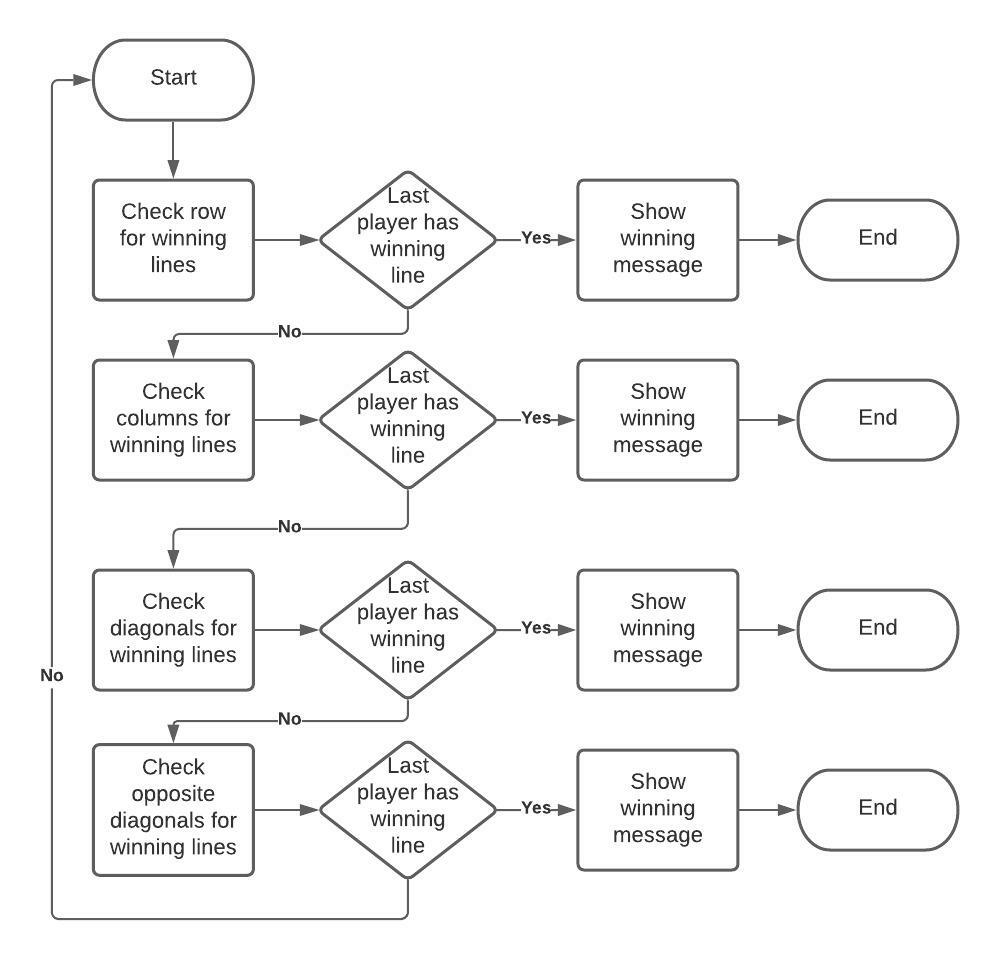 Start
Check row
for winning
lines
Last
player has
winning
line
Yes
Show
winning
message
End
No
Check
columns for
winning lines
Last
player has
winning
line
Yes
Show
winning
message
End
No
Check
diagonals for
winning lines
Last
player has
winning
line
Yes
Show
winning
message
End
No
No
Check
opposite
diagonals for
winning lines
Last
player has
winning
line
Yes
Show
winning
message
End